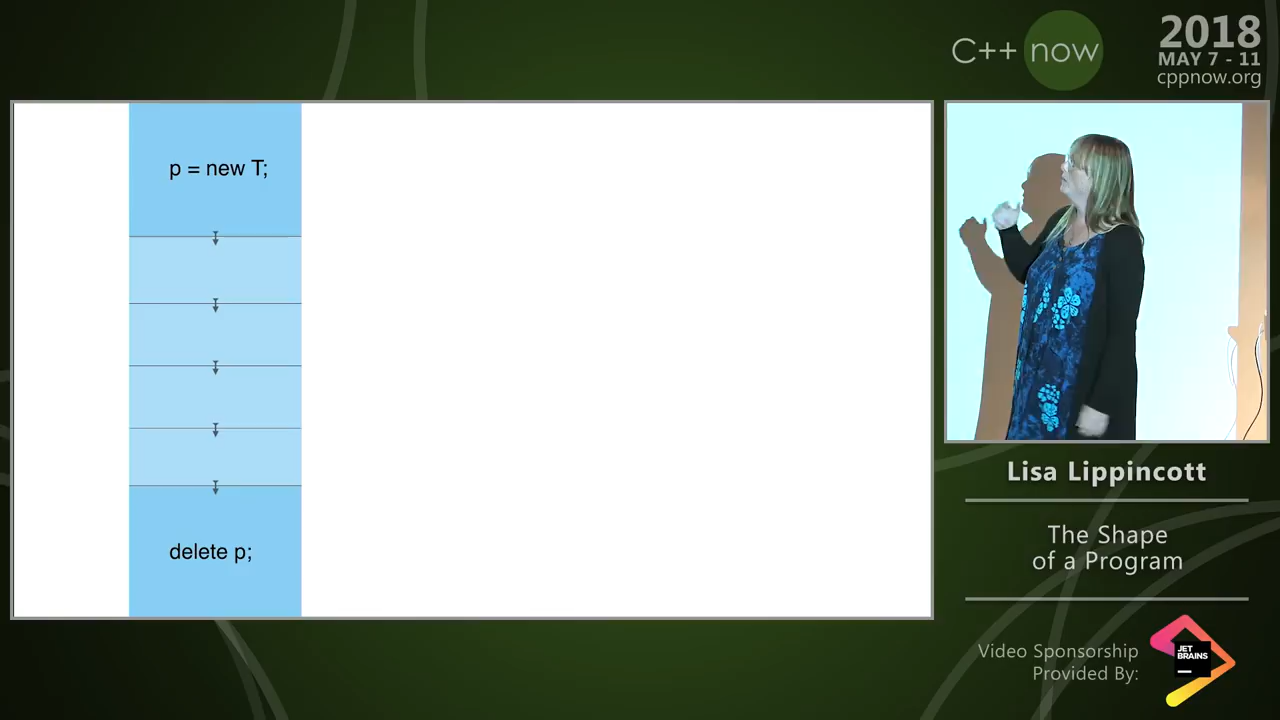 C++ now
2018
MAY 7 - 11
cppnow.org
p = new T;
delete p;
Lisa Lippincott
The Shape
of a Program
Video Sponsorship
Provided By:
JET
BRAINS